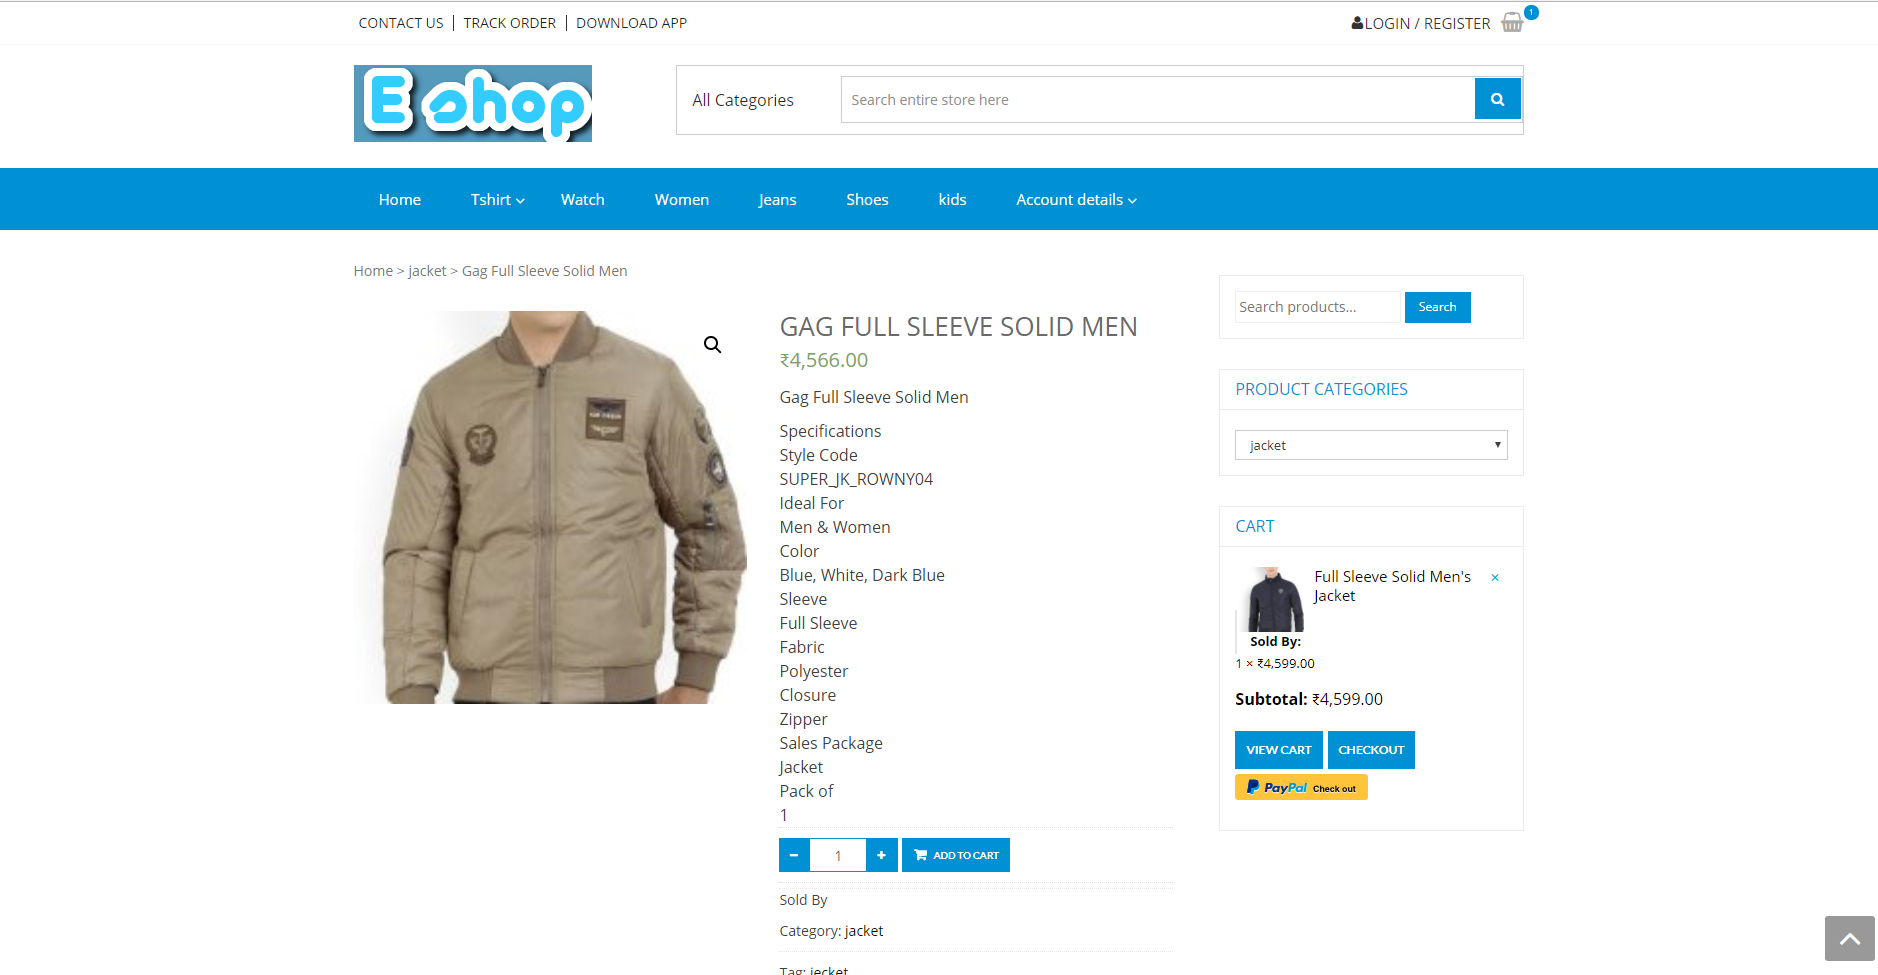 CONTACT US | TRACK ORDER | DOWNLOAD APP
LOGIN / REGISTER 1
E shop
All Categories
Search entire store here
Home Tshirt Watch Women Jeans Shoes kids Account details
Home > jacket > Gag Full Sleeve Solid Men
GAG FULL SLEEVE SOLID MEN
₹4,566.00
Gag Full Sleeve Solid Men
Specifications
Style Code
SUPER_JK_ROWNY04
Ideal For
Men & Women
Color
Blue, White, Dark Blue
Sleeve
Full Sleeve
Fabric
Polyester
Closure
Zipper
Sales Package
Jacket
Pack of
1
− 1 + ADD TO CART
Sold By
Category: jacket
Tag: jecket
Search products... Search
PRODUCT CATEGORIES
jacket
CART
Full Sleeve Solid Men's ×
Jacket
Sold By:
1 × ₹4,599.00
Subtotal: ₹4,599.00
VIEW CART CHECKOUT
PayPal Check out